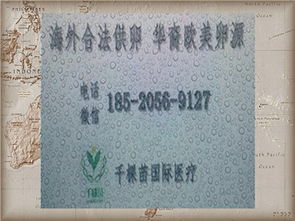 海外合法供卵 华裔欧美卵源
电话
微信
185-2056-9127
千棵苗国际医疗